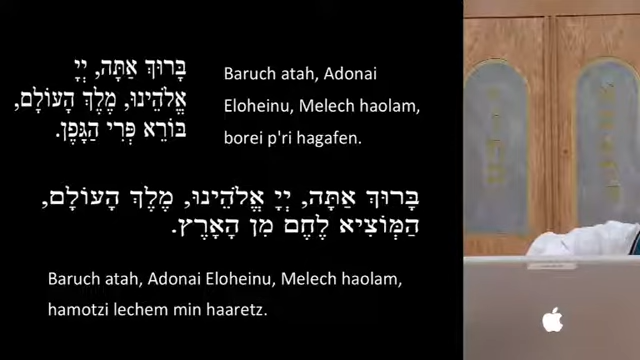 בָּרוּךְ אַתָּה, יְיָ
אֱלֹהֵינוּ, מֶלֶךְ הָעוֹלָם,
בּוֹרֵא פְּרִי הַגָּפֶן.
Baruch atah, Adonai
Eloheinu, Melech haolam,
borei p'ri hagafen.
בָּרוּךְ אַתָּה, יְיָ אֱלֹהֵינוּ, מֶלֶךְ הָעוֹלָם,
הַמּוֹצִיא לֶחֶם מִן הָאָרֶץ.
Baruch atah, Adonai Eloheinu, Melech haolam,
hamotzi lechem min haaretz.